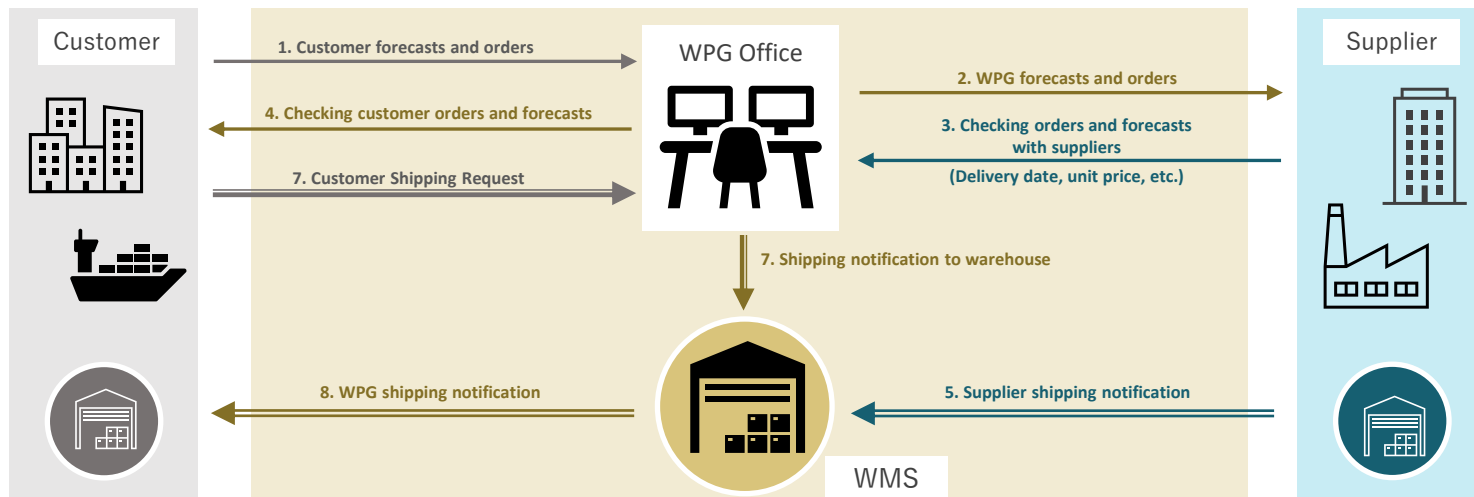 Customer
1. Customer forecasts and orders
WPG Office
Supplier
2. WPG forecasts and orders
4. Checking customer orders and forecasts
3. Checking orders and forecasts
with suppliers
(Delivery date, unit price, etc.)
7. Customer Shipping Request
7. Shipping notification to warehouse
8. WPG shipping notification
5. Supplier shipping notification
WMS